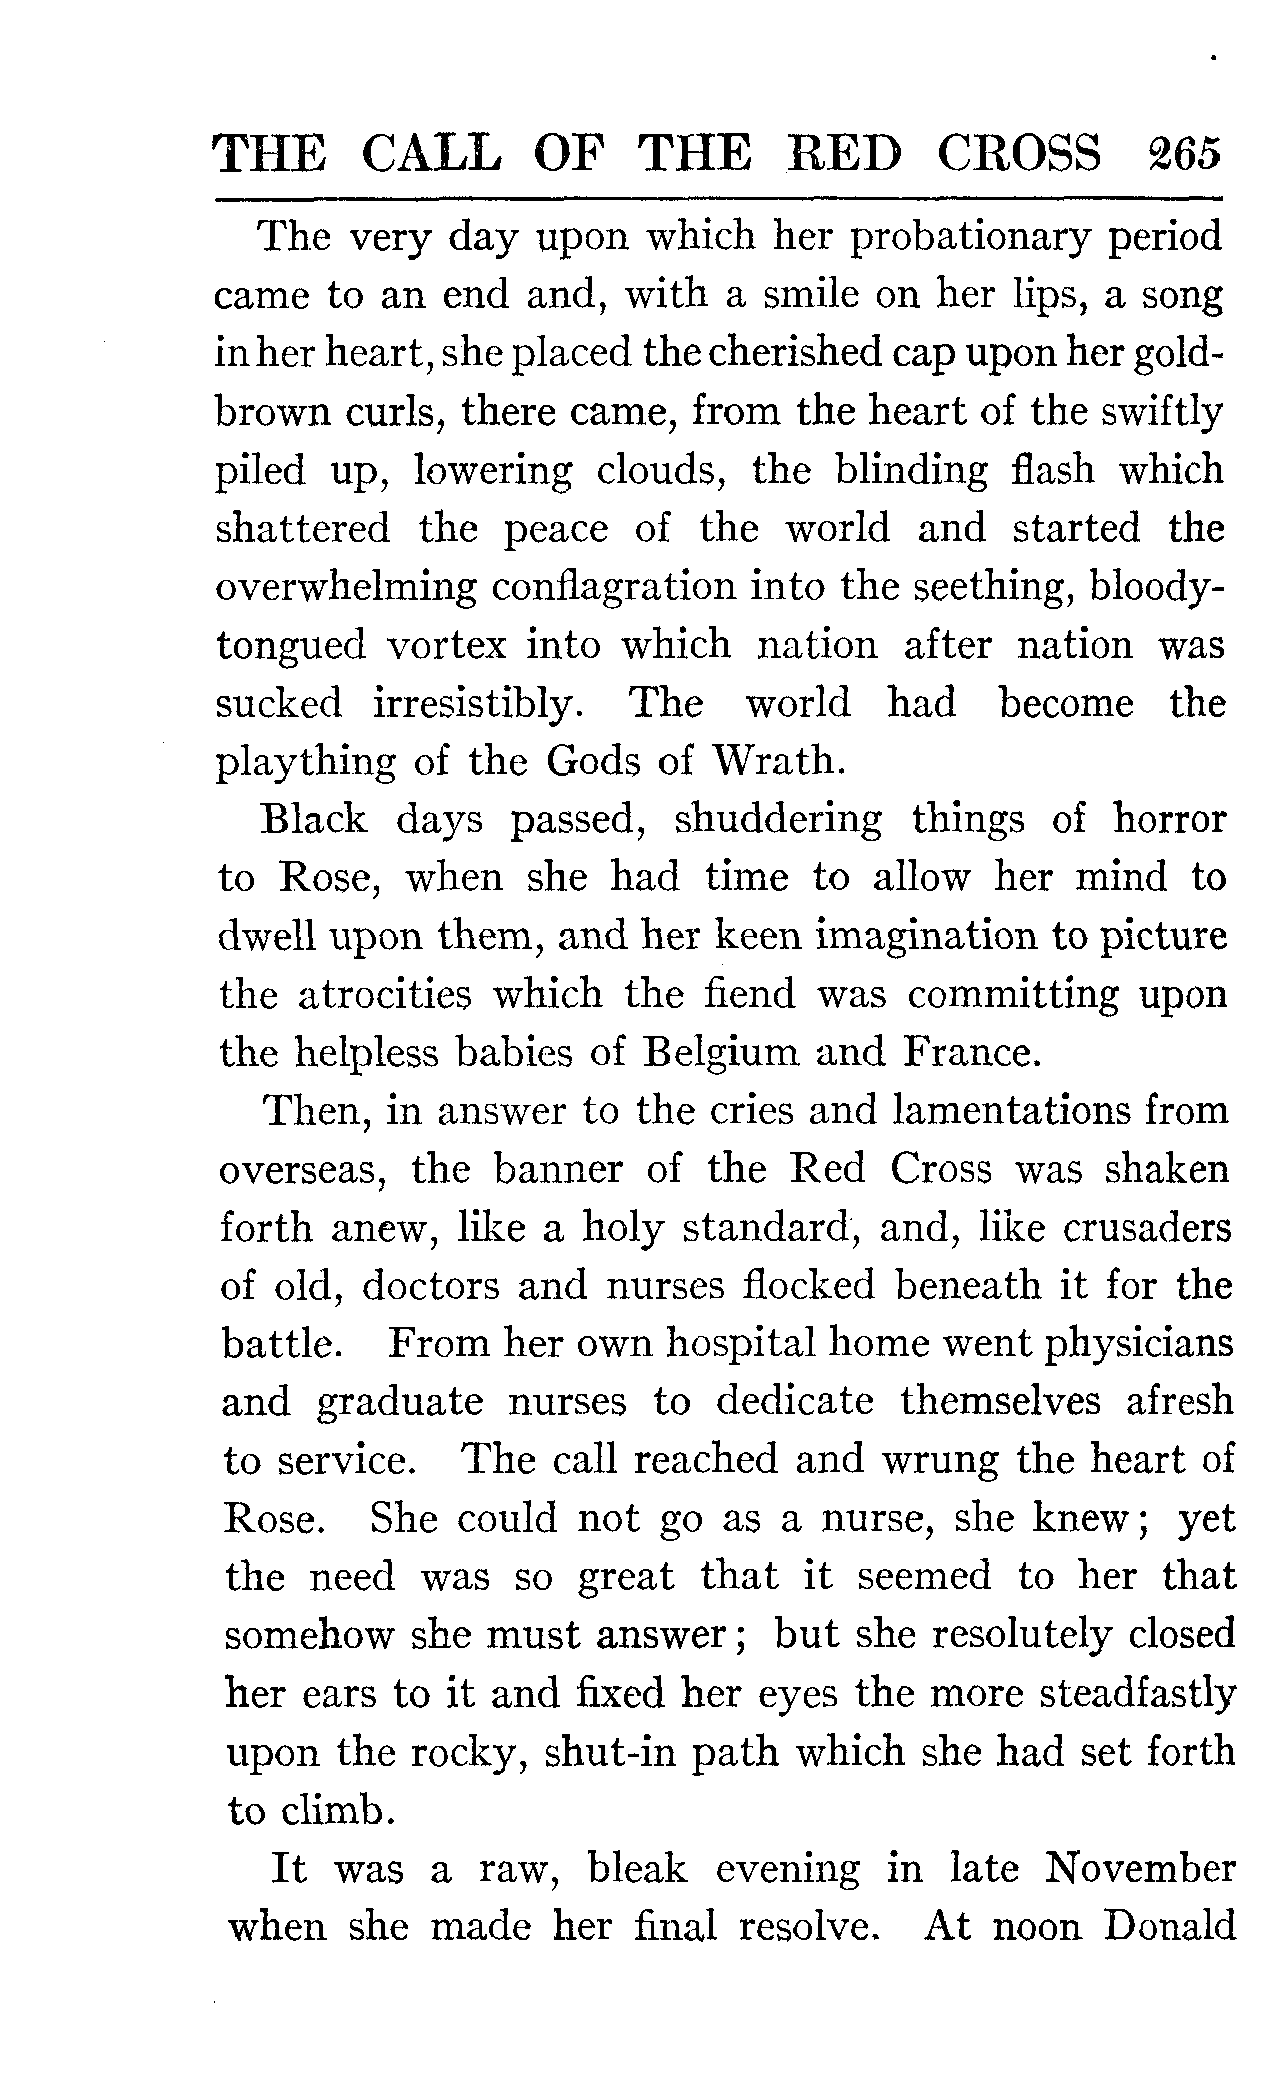 THE CALL OF THE RED CROSS 265
The very day upon which her probationary period
came to an end and, with a smile on her lips, a song
in her heart, she placed the cherished cap upon her gold-
brown curls, there came, from the heart of the swiftly
piled up, lowering clouds, the blinding flash which
shattered the peace of the world and started the
overwhelming conflagration into the seething, bloody-
tongued vortex into which nation after nation was
sucked irresistibly. The world had become the
plaything of the Gods of Wrath.
Black days passed, shuddering things of horror
to Rose, when she had time to allow her mind to
dwell upon them, and her keen imagination to picture
the atrocities which the fiend was committing upon
the helpless babies of Belgium and France.
Then, in answer to the cries and lamentations from
overseas, the banner of the Red Cross was shaken
forth anew, like a holy standard, and, like crusaders
of old, doctors and nurses flocked beneath it for the
battle. From her own hospital home went physicians
and graduate nurses to dedicate themselves afresh
to service. The call reached and wrung the heart of
Rose. She could not go as a nurse, she knew; yet
the need was so great that it seemed to her that
somehow she must answer; but she resolutely closed
her ears to it and fixed her eyes the more steadfastly
upon the rocky, shut-in path which she had set forth
to climb.
It was a raw, bleak evening in late November
when she made her final resolve. At noon Donald